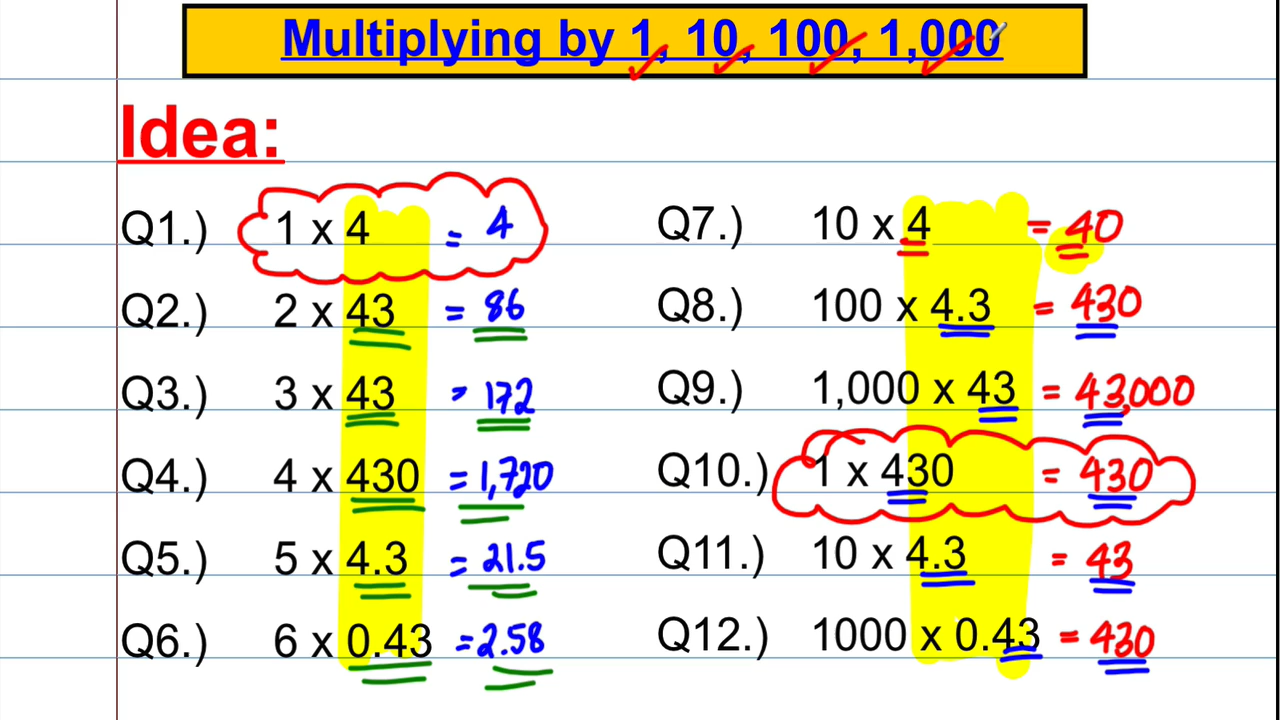 Multiplying by 1, 10, 100, 1,000
Idea:
Q1.) 1 x 4 = 4
Q2.) 2 x 43 = 86
Q3.) 3 x 43 = 172
Q4.) 4 x 430 = 1,720
Q5.) 5 x 4.3 = 21.5
Q6.) 6 x 0.43 = 2.58
Q7.) 10 x 4 = 40
Q8.) 100 x 4.3 = 430
Q9.) 1,000 x 43 = 43,000
Q10.) 1 x 430 = 430
Q11.) 10 x 4.3 = 43
Q12.) 1000 x 0.43 = 430